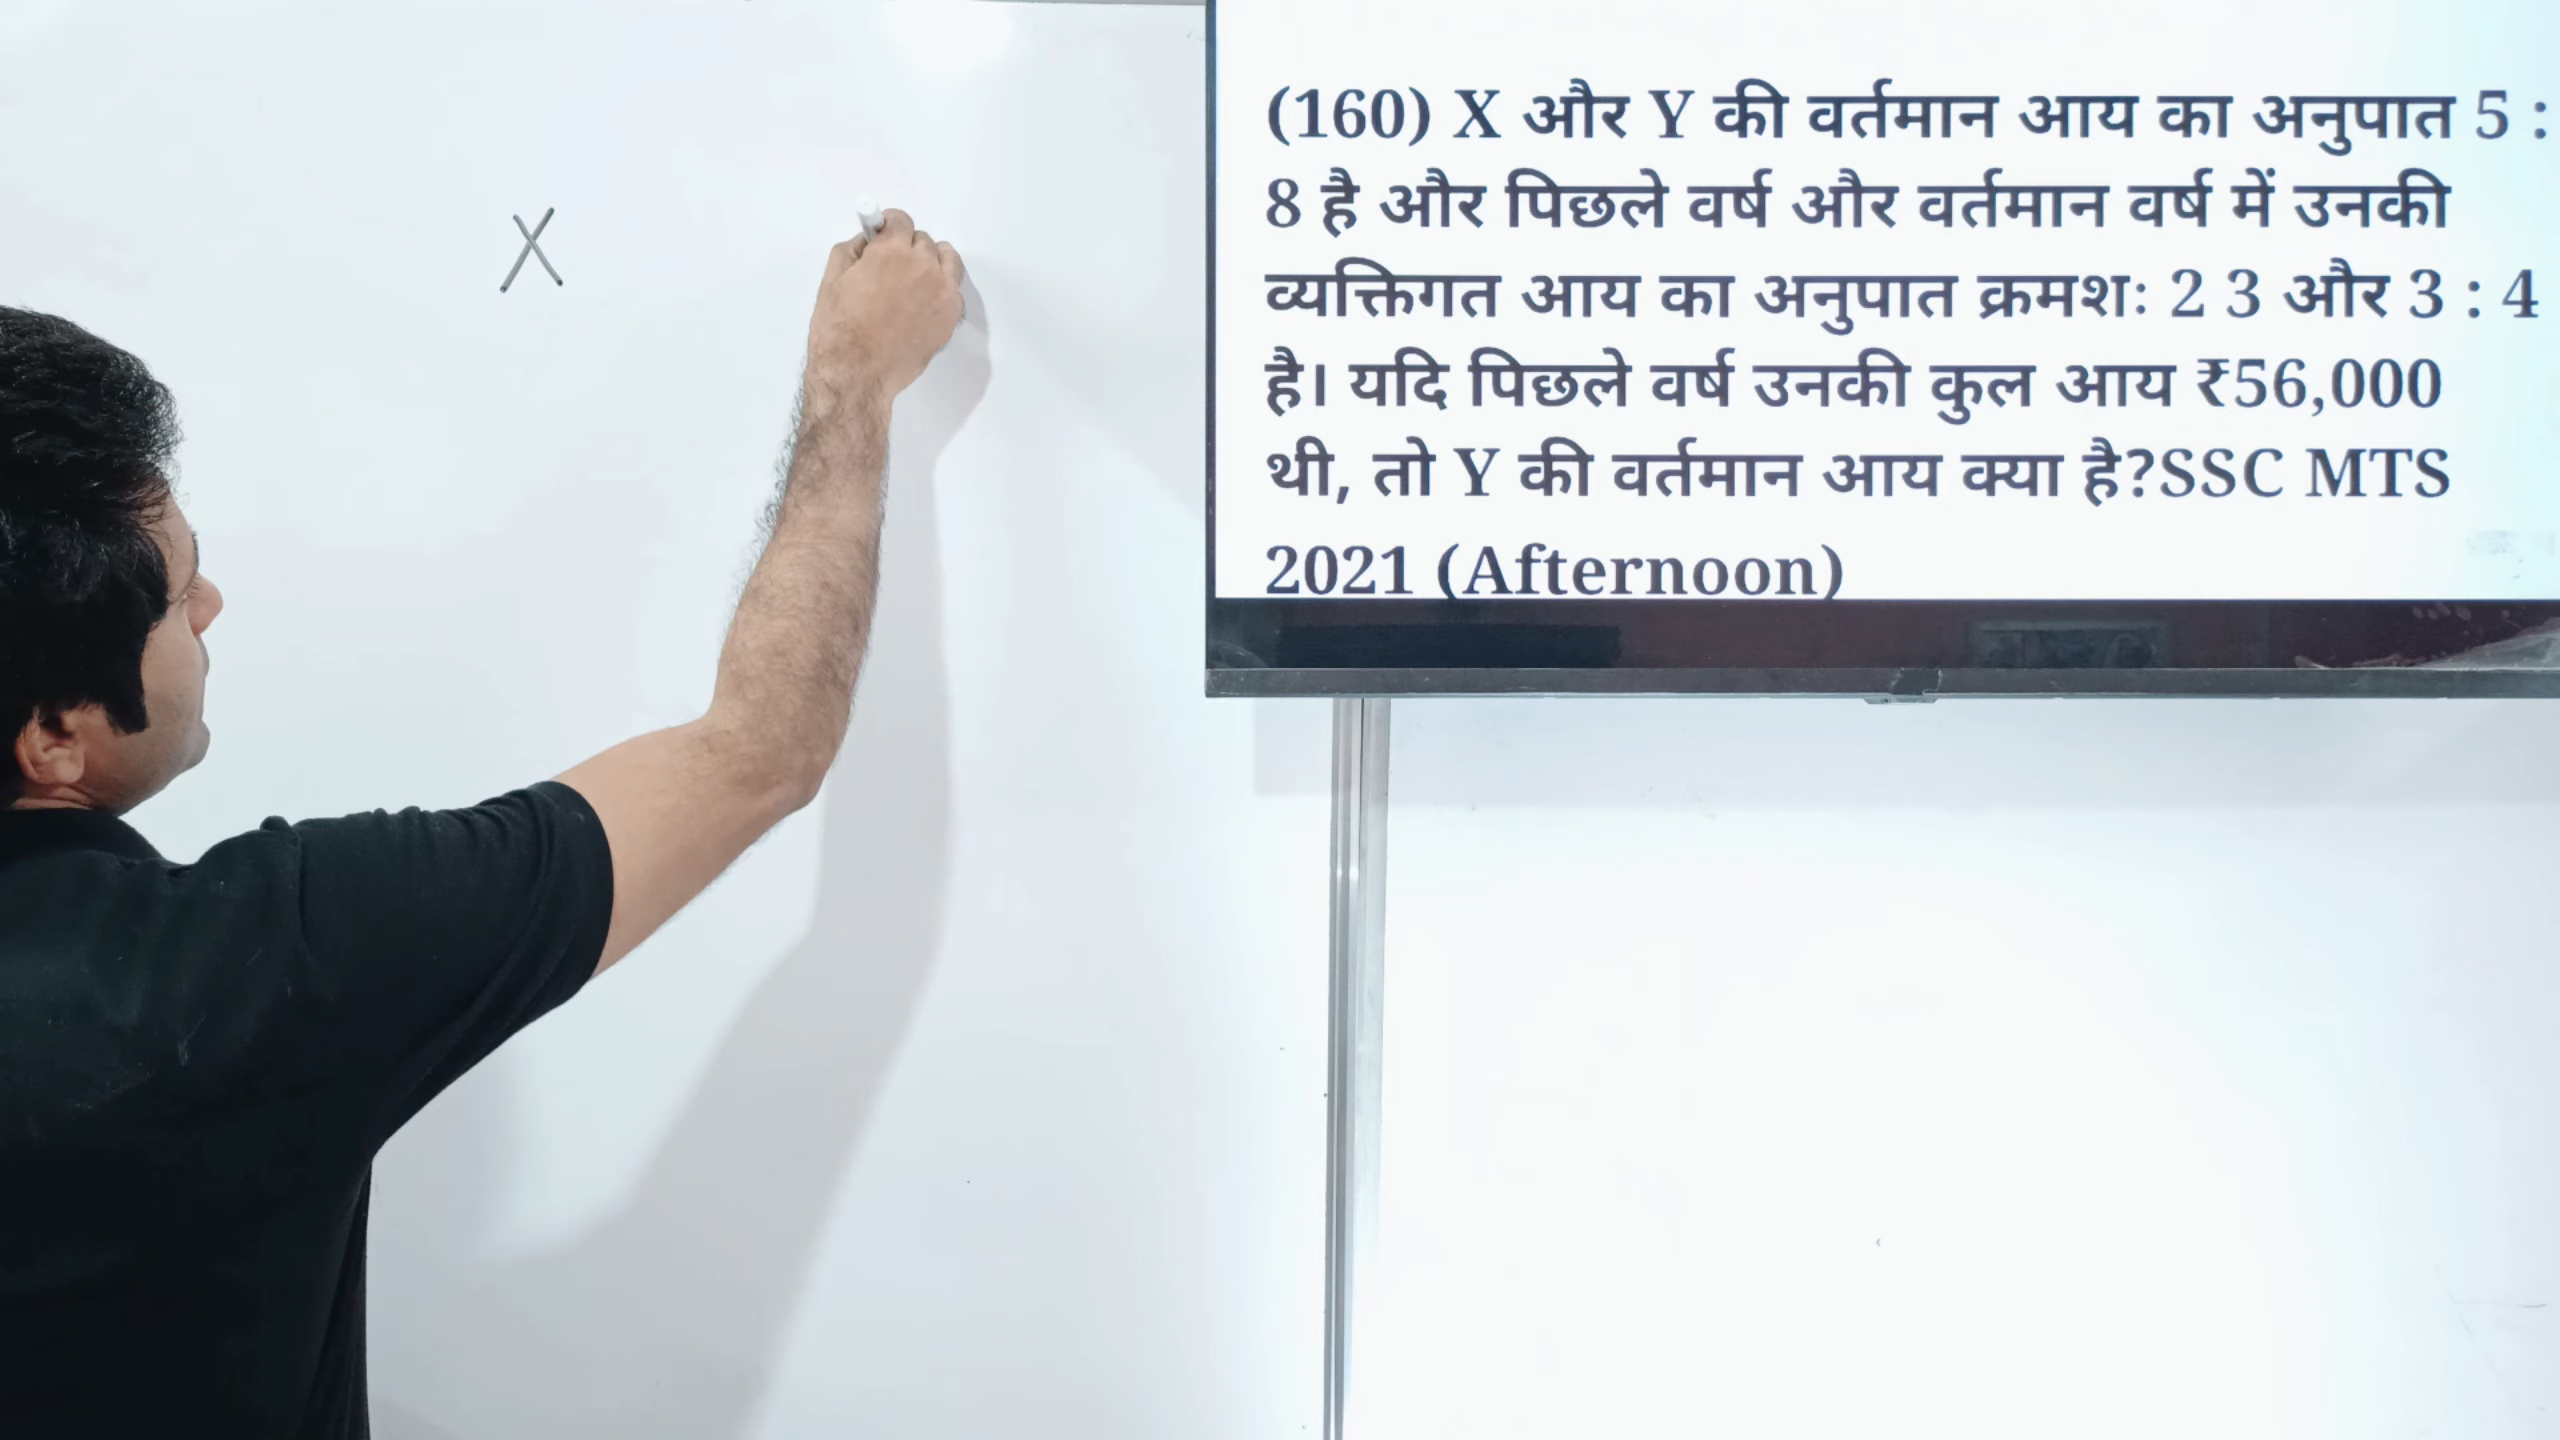 X
(160) X और Y की वर्तमान आय का अनुपात 5 :
8 है और पिछले वर्ष और वर्तमान वर्ष में उनकी
व्यक्तिगत आय का अनुपात क्रमशः 2 3 और 3 : 4
है। यदि पिछले वर्ष उनकी कुल आय ₹56,000
थी, तो Y की वर्तमान आय क्या है?SSC MTS
2021 (Afternoon)